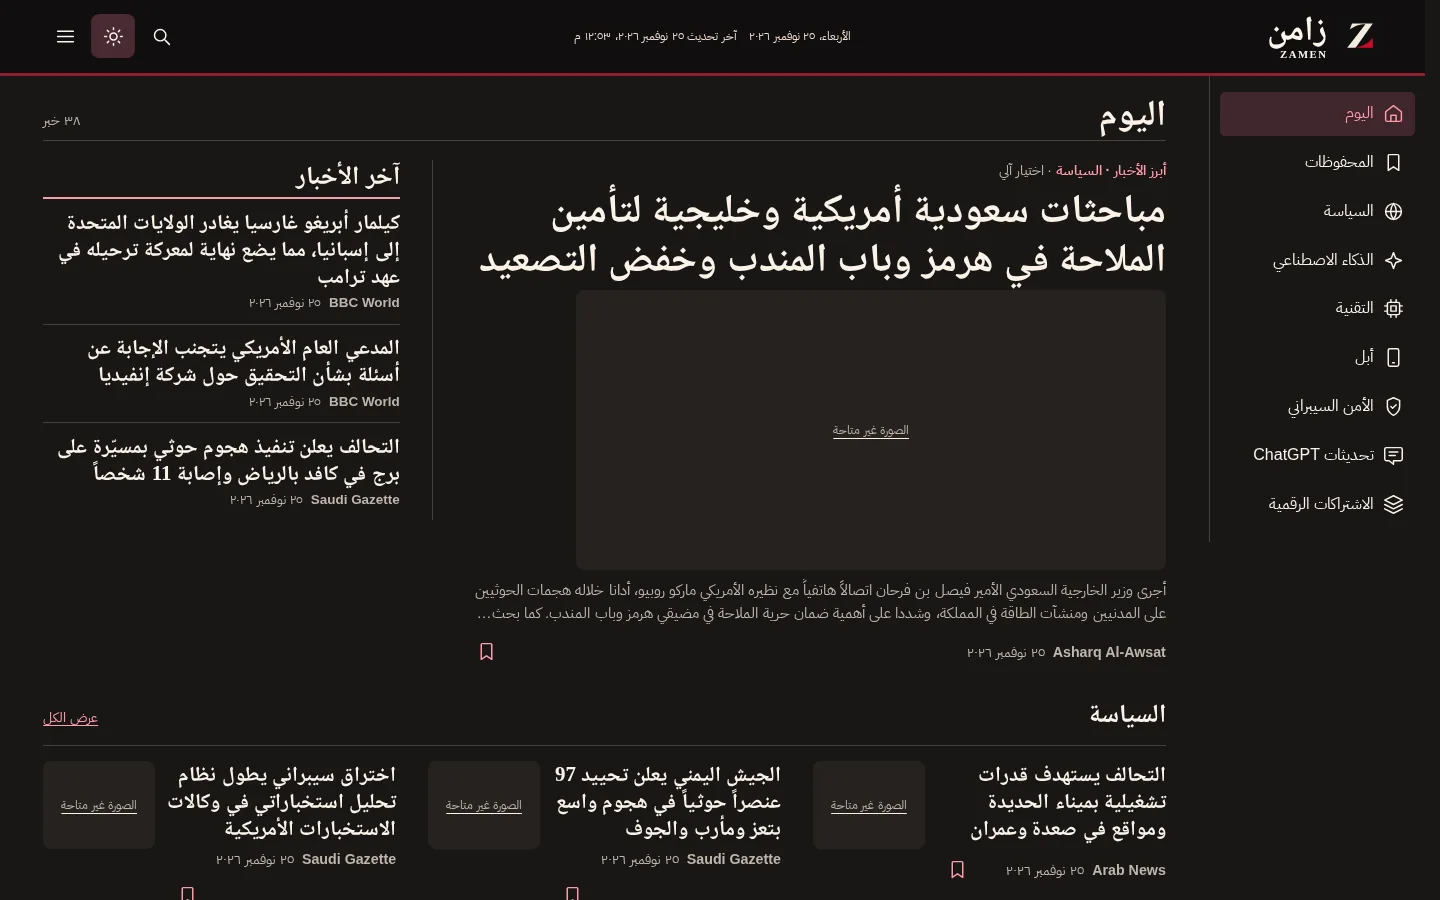 زامن
ZAMEN
الأربعاء، ٢٥ نوفمبر ٢٠٢٦
آخر تحديث ٢٥ نوفمبر ٢٠٢٦، ١٢:٥٣ م
اليوم
المحفوظات
السياسة
الذكاء الاصطناعي
التقنية
أبل
الأمن السيبراني
تحديثات ChatGPT
الاشتراكات الرقمية
اليوم
٣٨ خبر
أبرز الأخبار · السياسة · اختيار آلي
مباحثات سعودية أمريكية وخليجية لتأمين
الملاحة في هرمز وباب المندب وخفض التصعيد
الصورة غير متاحة
أجرى وزير الخارجية السعودي الأمير فيصل بن فرحان اتصالاً هاتفياً مع نظيره الأمريكي ماركو روبيو، أدانا خلاله هجمات الحوثيين
على المدنيين ومنشآت الطاقة في المملكة، وشددا على أهمية ضمان حرية الملاحة في مضيقي هرمز وباب المندب. كما بحث…
Asharq Al-Awsat ٢٥ نوفمبر ٢٠٢٦
آخر الأخبار
كيلمار أبريغو غارسيا يغادر الولايات المتحدة
إلى إسبانيا، مما يضع نهاية لمعركة ترحيله في
عهد ترامب
BBC World ٢٥ نوفمبر ٢٠٢٦
المدعي العام الأمريكي يتجنب الإجابة عن
أسئلة بشأن التحقيق حول شركة إنفيديا
BBC World ٢٥ نوفمبر ٢٠٢٦
التحالف يعلن تنفيذ هجوم حوثي بمسيّرة على
برج في كافد بالرياض وإصابة 11 شخصاً
Saudi Gazette ٢٥ نوفمبر ٢٠٢٦
السياسة
عرض الكل
التحالف يستهدف قدرات
تشغيلية بميناء الحديدة
ومواقع في صعدة وعمران
Arab News ٢٥ نوفمبر ٢٠٢٦
الصورة غير متاحة
الجيش اليمني يعلن تحييد 97
عنصراً حوثياً في هجوم واسع
بتعز ومأرب والجوف
Saudi Gazette ٢٥ نوفمبر ٢٠٢٦
الصورة غير متاحة
اختراق سيبراني يطول نظام
تحليل استخباراتي في وكالات
الاستخبارات الأمريكية
Saudi Gazette ٢٥ نوفمبر ٢٠٢٦
الصورة غير متاحة